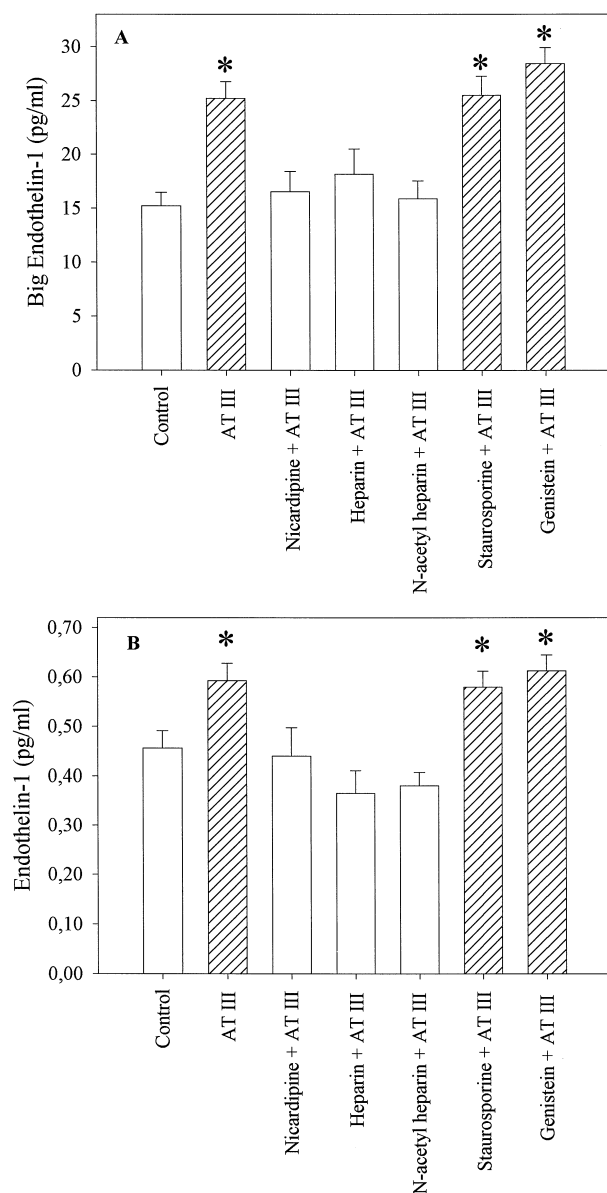 A
Big Endothelin-1 (pg/ml)
30
25
20
15
10
5
0
*
*
*
Control
AT III
Nicardipine + AT III
Heparin + AT III
N-acetyl heparin + AT III
Staurosporine + AT III
Genistein + AT III
B
Endothelin-1 (pg/ml)
0,70
0,60
0,50
0,40
0,30
0,20
0,10
0,00
*
*
*
Control
AT III
Nicardipine + AT III
Heparin + AT III
N-acetyl heparin + AT III
Staurosporine + AT III
Genistein + AT III